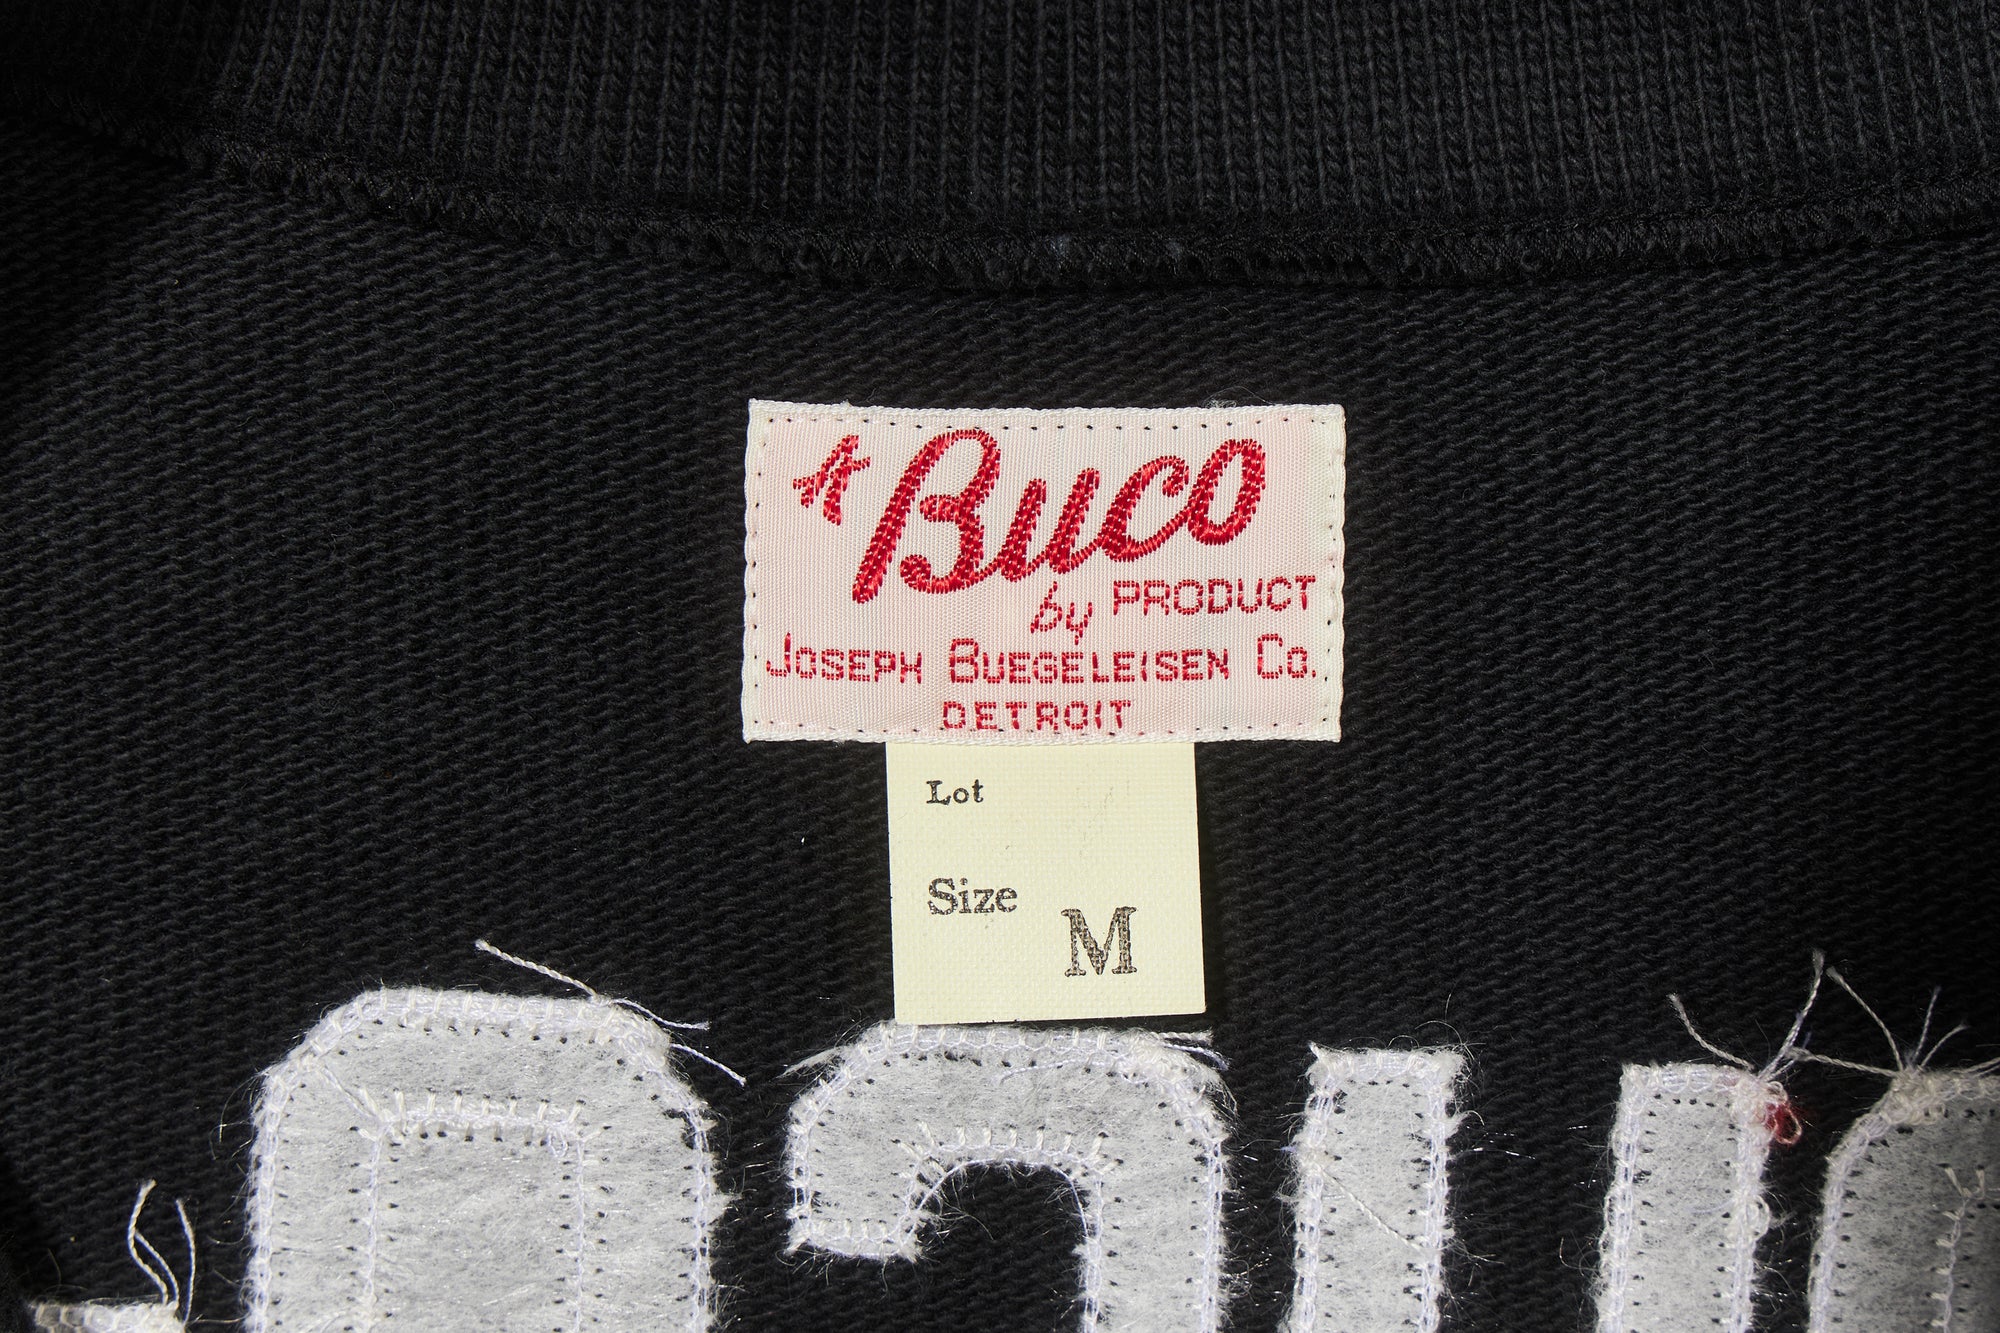 A Buco
by PRODUCT
JOSEPH BUEGELEISEN CO.
DETROIT
Lot
Size M